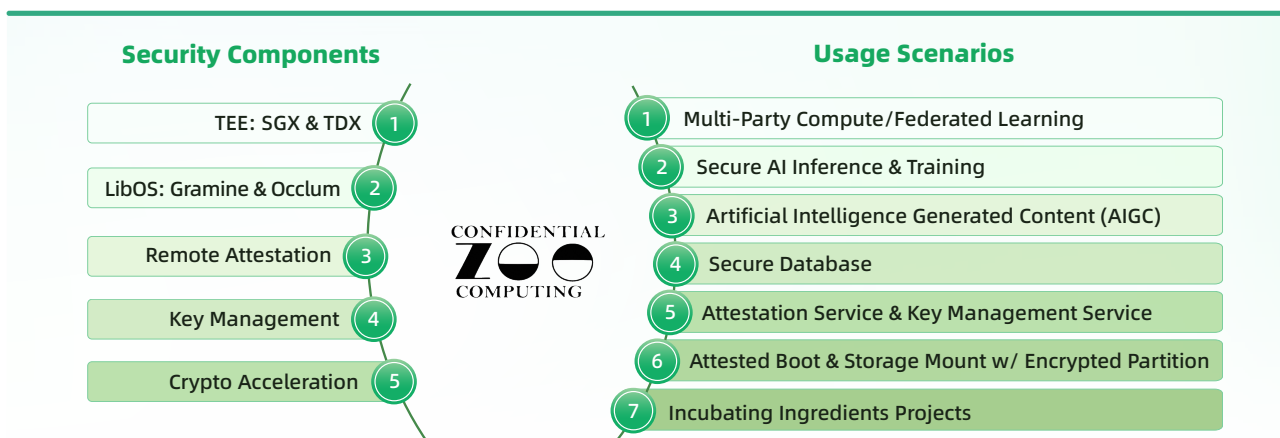 Security Components
TEE: SGX & TDX 1
LibOS: Gramine & Occlum 2
Remote Attestation 3
Key Management 4
Crypto Acceleration 5
CONFIDENTIAL
ZOO
COMPUTING
Usage Scenarios
1 Multi-Party Compute/Federated Learning
2 Secure AI Inference & Training
3 Artificial Intelligence Generated Content (AIGC)
4 Secure Database
5 Attestation Service & Key Management Service
6 Attested Boot & Storage Mount w/ Encrypted Partition
7 Incubating Ingredients Projects